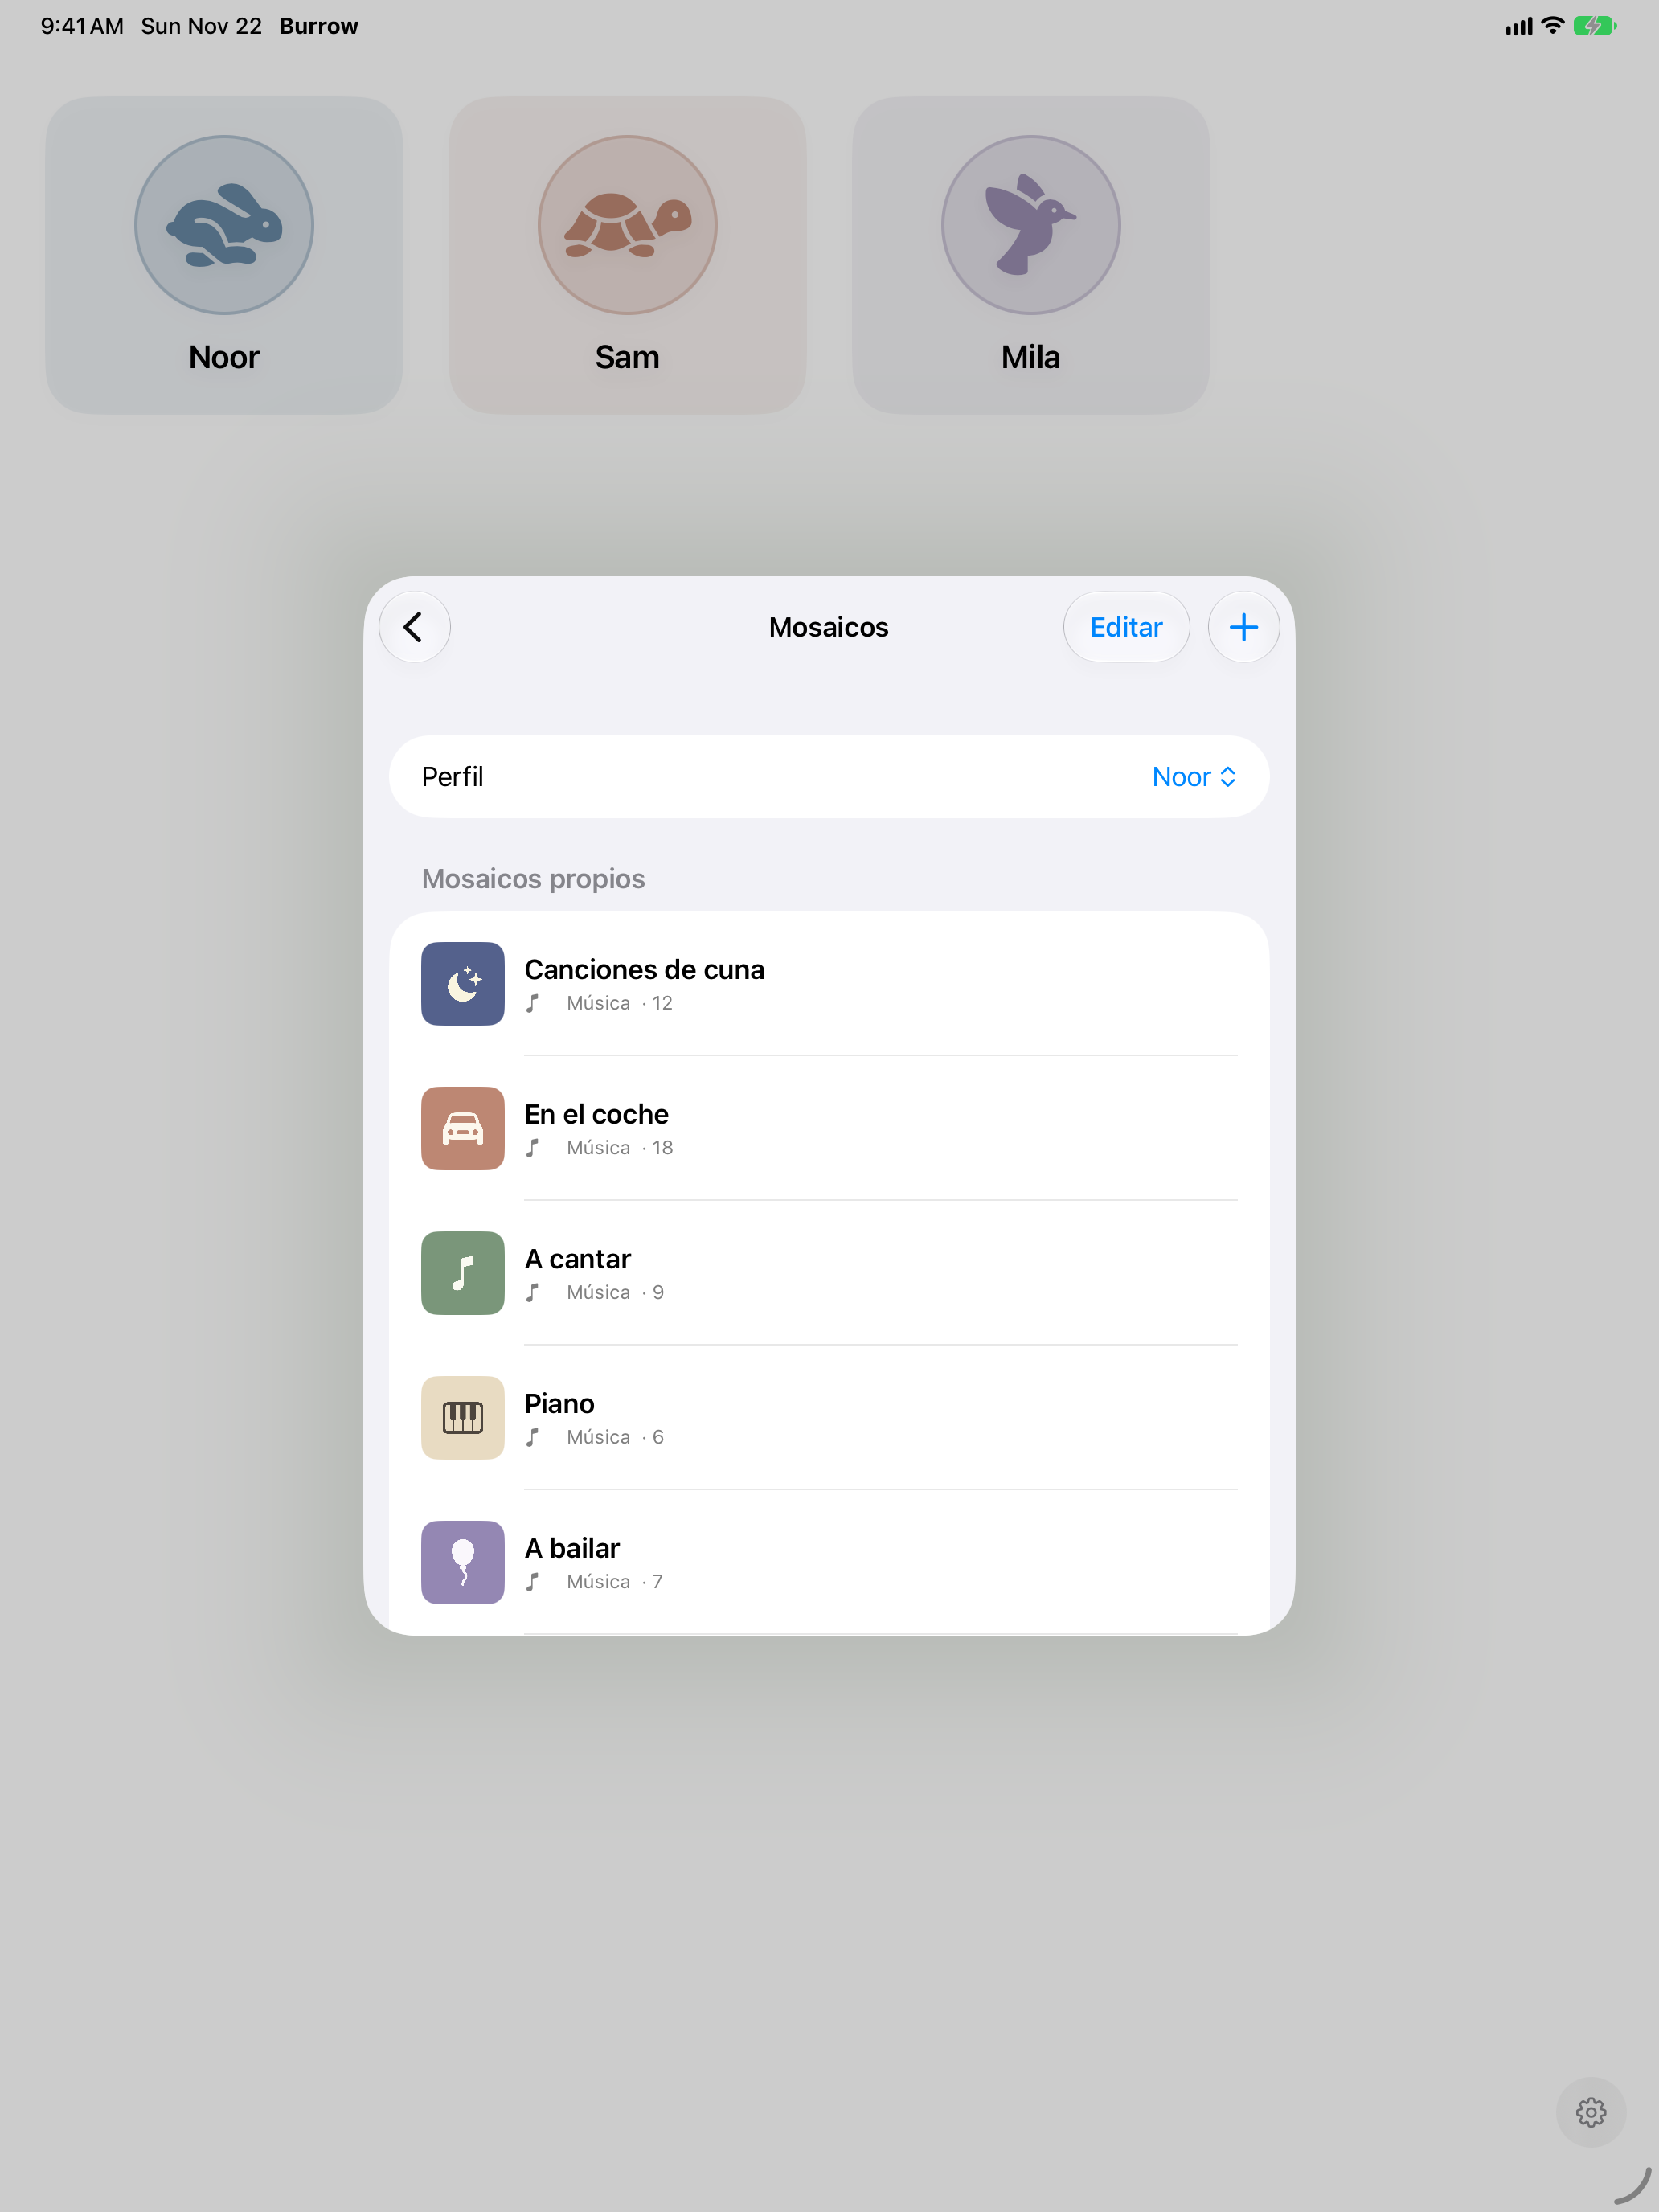 9:41 AM Sun Nov 22 Burrow
Noor
Sam
Mila
Mosaicos
Editar
Perfil
Noor
Mosaicos propios
Canciones de cuna
Música · 12
En el coche
Música · 18
A cantar
Música · 9
Piano
Música · 6
A bailar
Música · 7